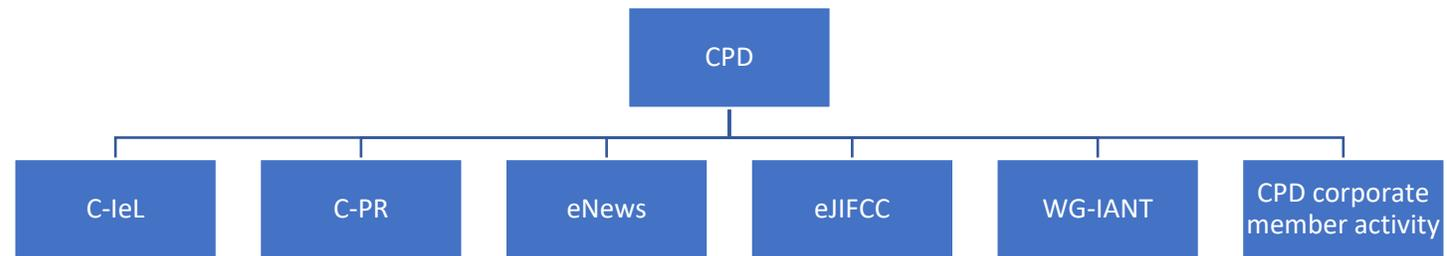 CPD
C-IeL
C-PR
eNews
eJIFCC
WG-IANT
CPD corporate
member activity